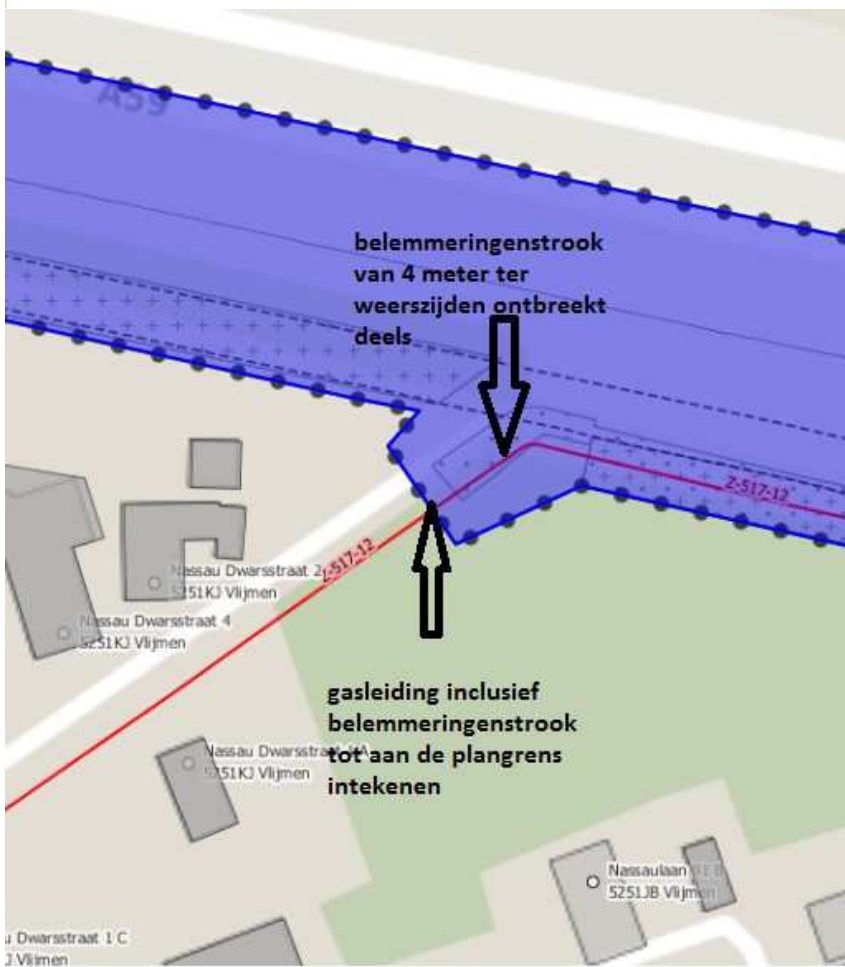 A59
belemmeringenstrook
van 4 meter ter
weerszijden ontbreekt
deels
Z-517-12
Z-517-12
Nassau Dwarsstraat 2
5251KJ Vlijmen
Nassau Dwarsstraat 4
5251KJ Vlijmen
gasleiding inclusief
belemmeringenstrook
tot aan de plangrens
intekenen
Nassau Dwarsstraat
5251KJ Vlijmen
Nassaulaan
5251JB Vlijmen
u Dwarsstraat 1 C
J Vlijmen